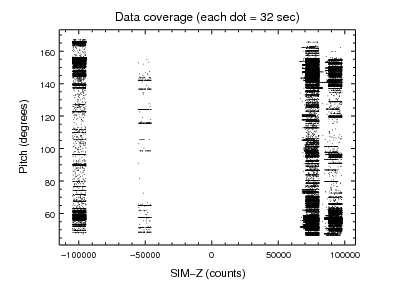 Data coverage (each dot = 32 sec)
Pitch (degrees)
160
140
120
100
80
60
−100000 −50000 0 50000 100000
SIM−Z (counts)